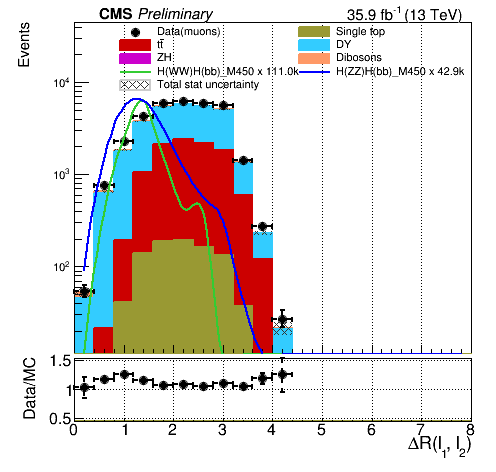 CMS Preliminary 35.9 fb⁻¹ (13 TeV)
Data(muons) Single top
tt̄ DY
ZH Dibosons
H(WW)H(bb)_M450 x 111.0k H(ZZ)H(bb)_M450 x 42.9k
Total stat uncertainty
Events
10⁴
10³
10²
Data/MC
1.5
1
0.5
0 1 2 3 4 5 6 7 8
ΔR(l₁, l₂)